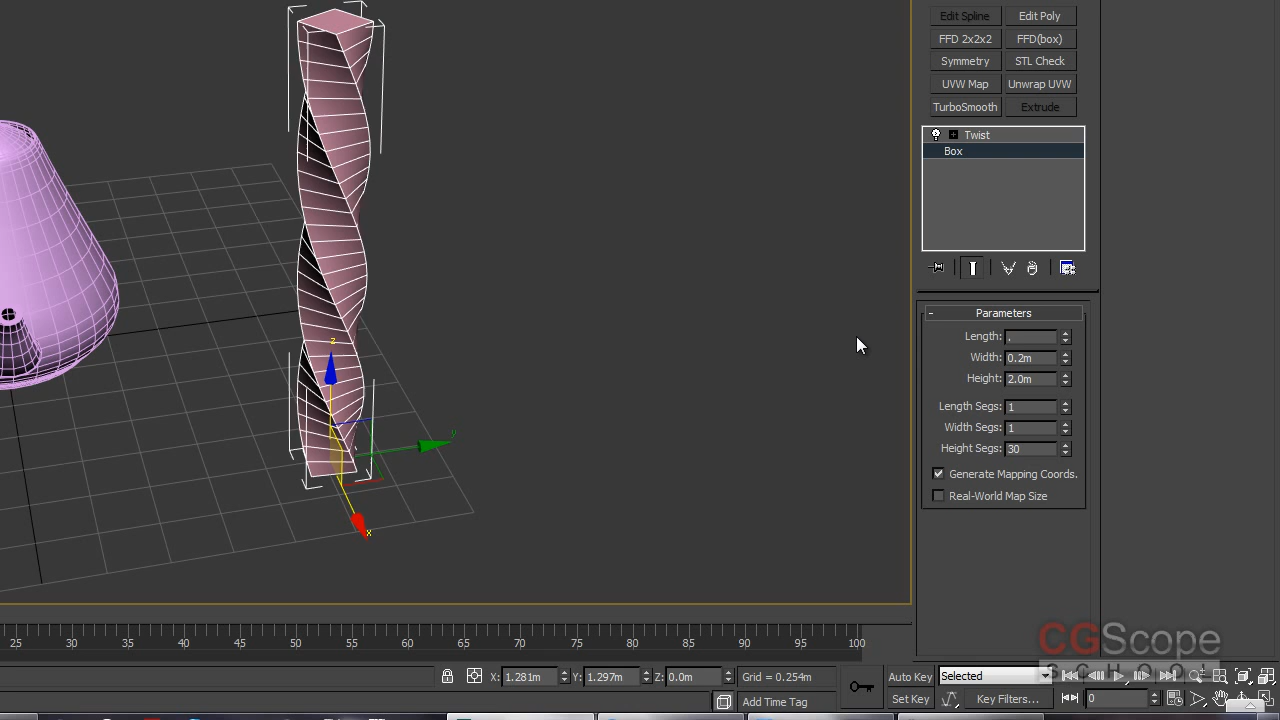 Edit Spline Edit Poly
FFD 2x2x2 FFD(box)
Symmetry STL Check
UVW Map Unwrap UVW
TurboSmooth Extrude
Twist
Box
- Parameters
Length: .
Width: 0.2m
Height: 2.0m
Length Segs: 1
Width Segs: 1
Height Segs: 30
Generate Mapping Coords.
Real-World Map Size
z
y
x
CGScope
SCHOOL
25 30 35 40 45 50 55 60 65 70 75 80 85 90 95 100
X: 1.281m Y: 1.297m Z: 0.0m Grid = 0.254m Auto Key Selected
Add Time Tag Set Key Key Filters... 0